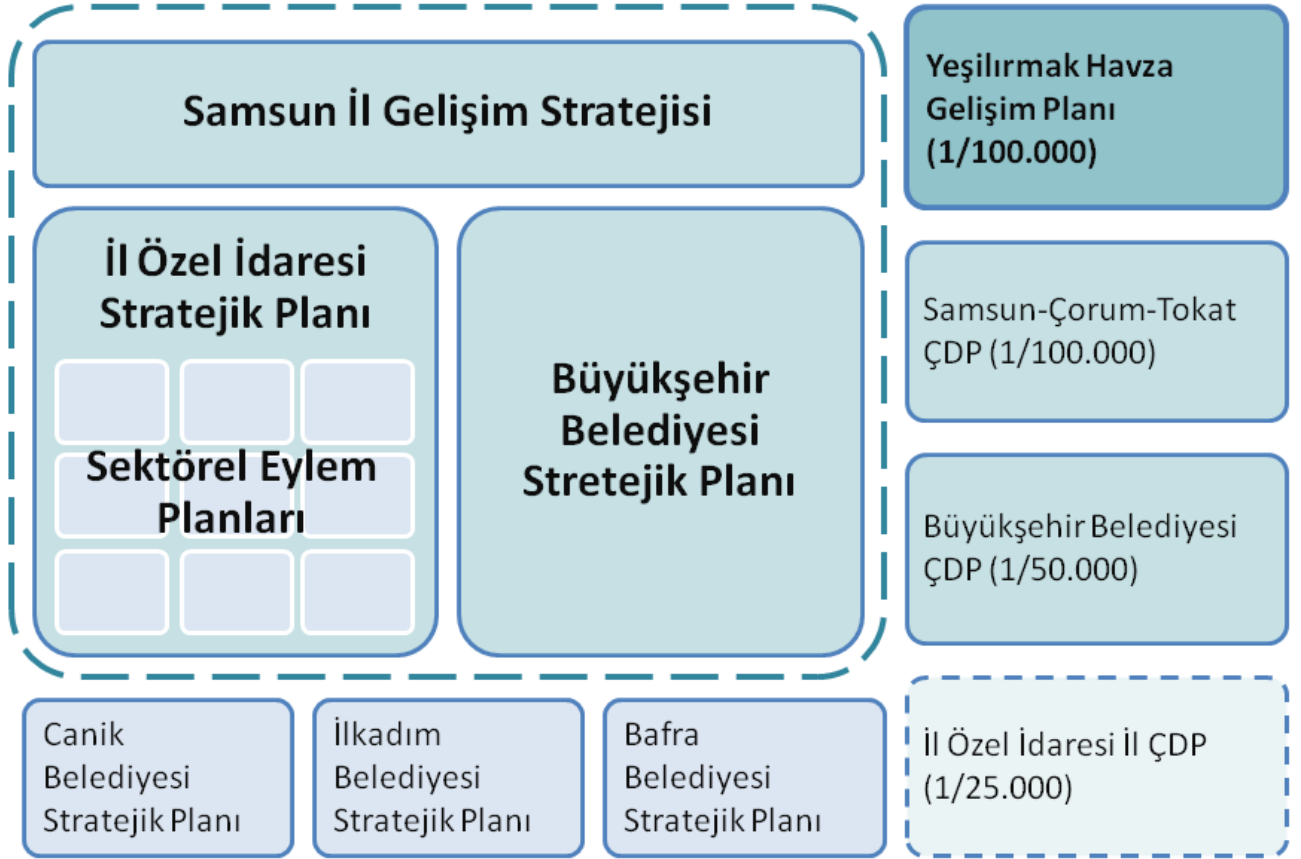 Samsun İl Gelişim Stratejisi
İl Özel İdaresi
Stratejik Planı
Sektörel Eylem
Planları
Büyükşehir
Belediyesi
Stretejik Planı
Canik
Belediyesi
Stratejik Planı
İlkadım
Belediyesi
Stratejik Planı
Bafra
Belediyesi
Stratejik Planı
Yeşilırmak Havza
Gelişim Planı
(1/100.000)
Samsun-Çorum-Tokat
ÇDP (1/100.000)
Büyükşehir Belediyesi
ÇDP (1/50.000)
İl Özel İdaresi İl ÇDP
(1/25.000)